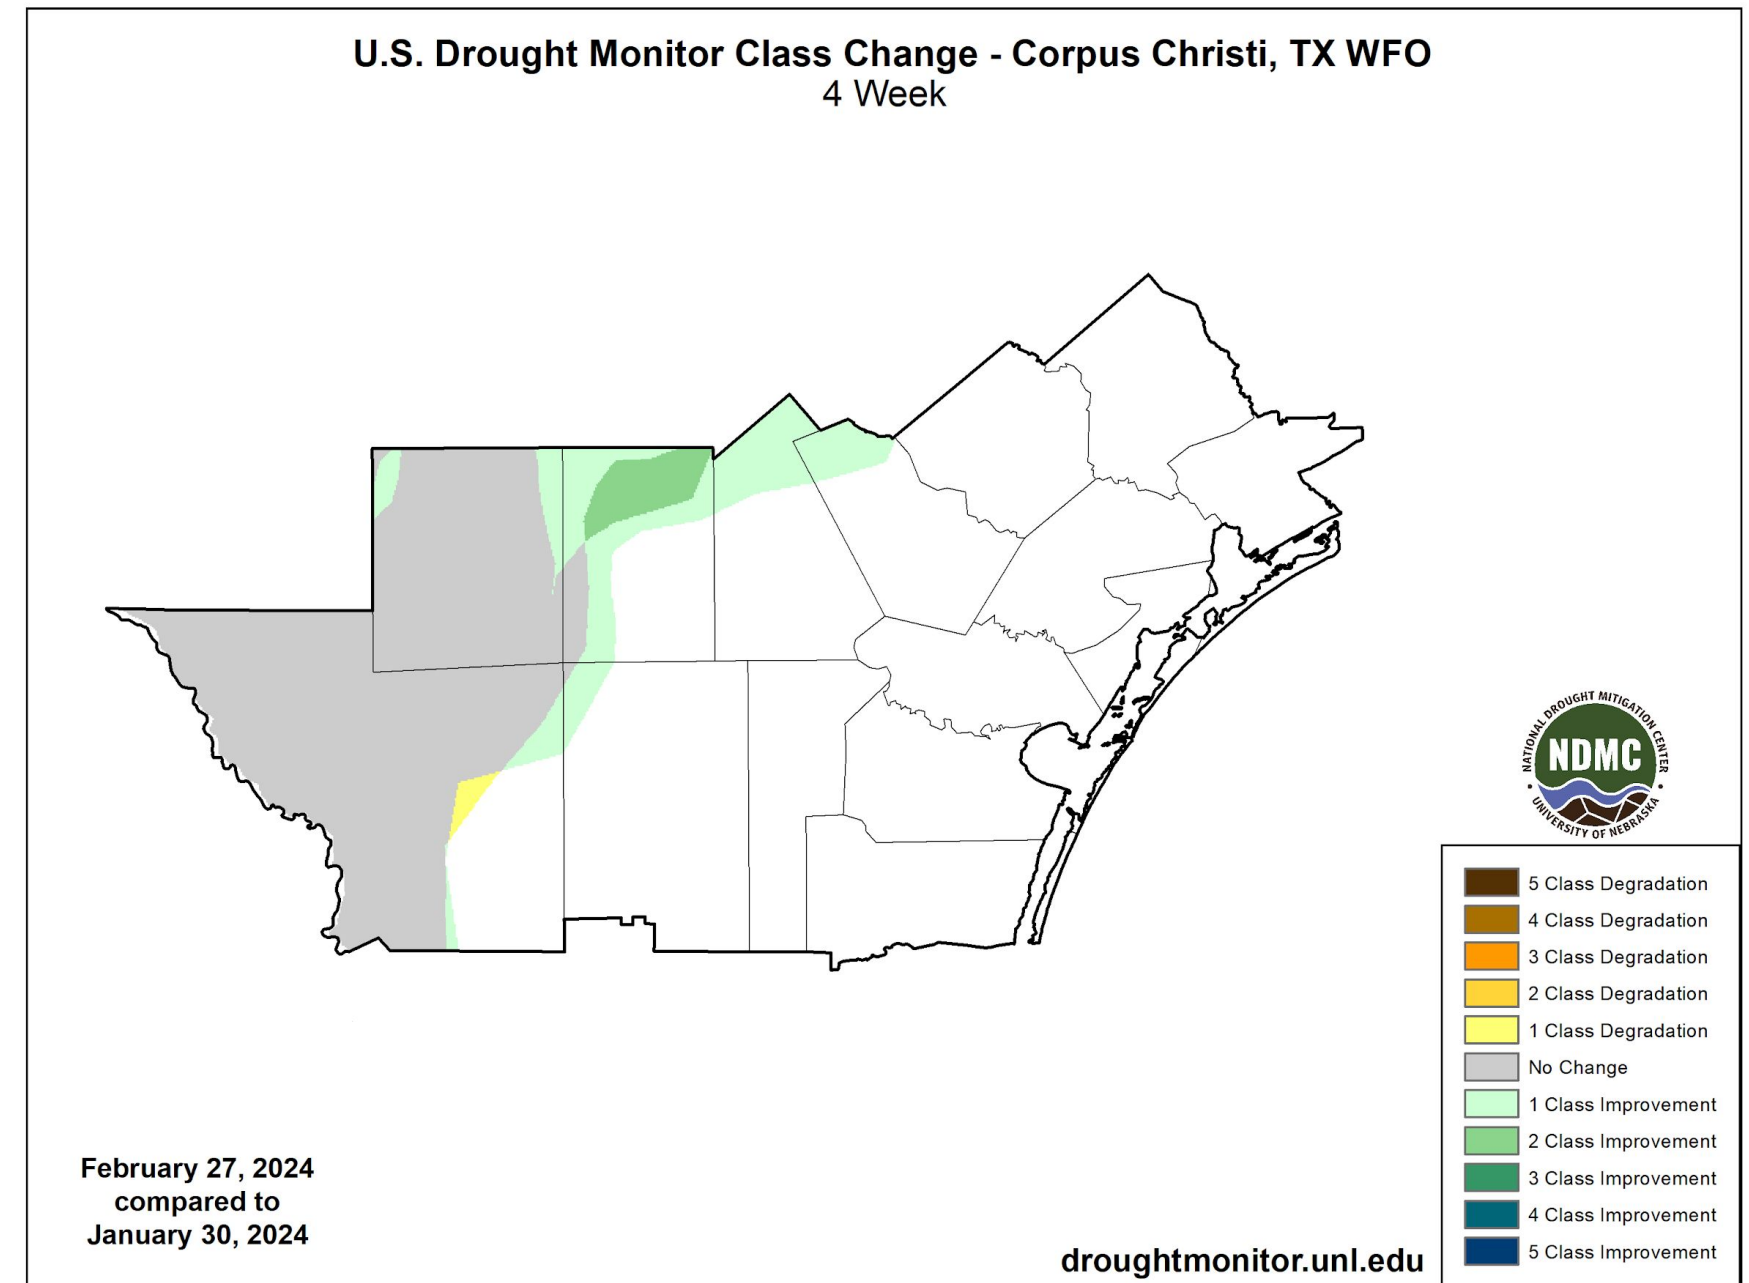 U.S. Drought Monitor Class Change - Corpus Christi, TX WFO
4 Week
NATIONAL DROUGHT MITIGATION CENTER
NDMC
UNIVERSITY OF NEBRASKA
5 Class Degradation
4 Class Degradation
3 Class Degradation
2 Class Degradation
1 Class Degradation
No Change
1 Class Improvement
2 Class Improvement
3 Class Improvement
4 Class Improvement
5 Class Improvement
February 27, 2024
compared to
January 30, 2024
droughtmonitor.unl.edu